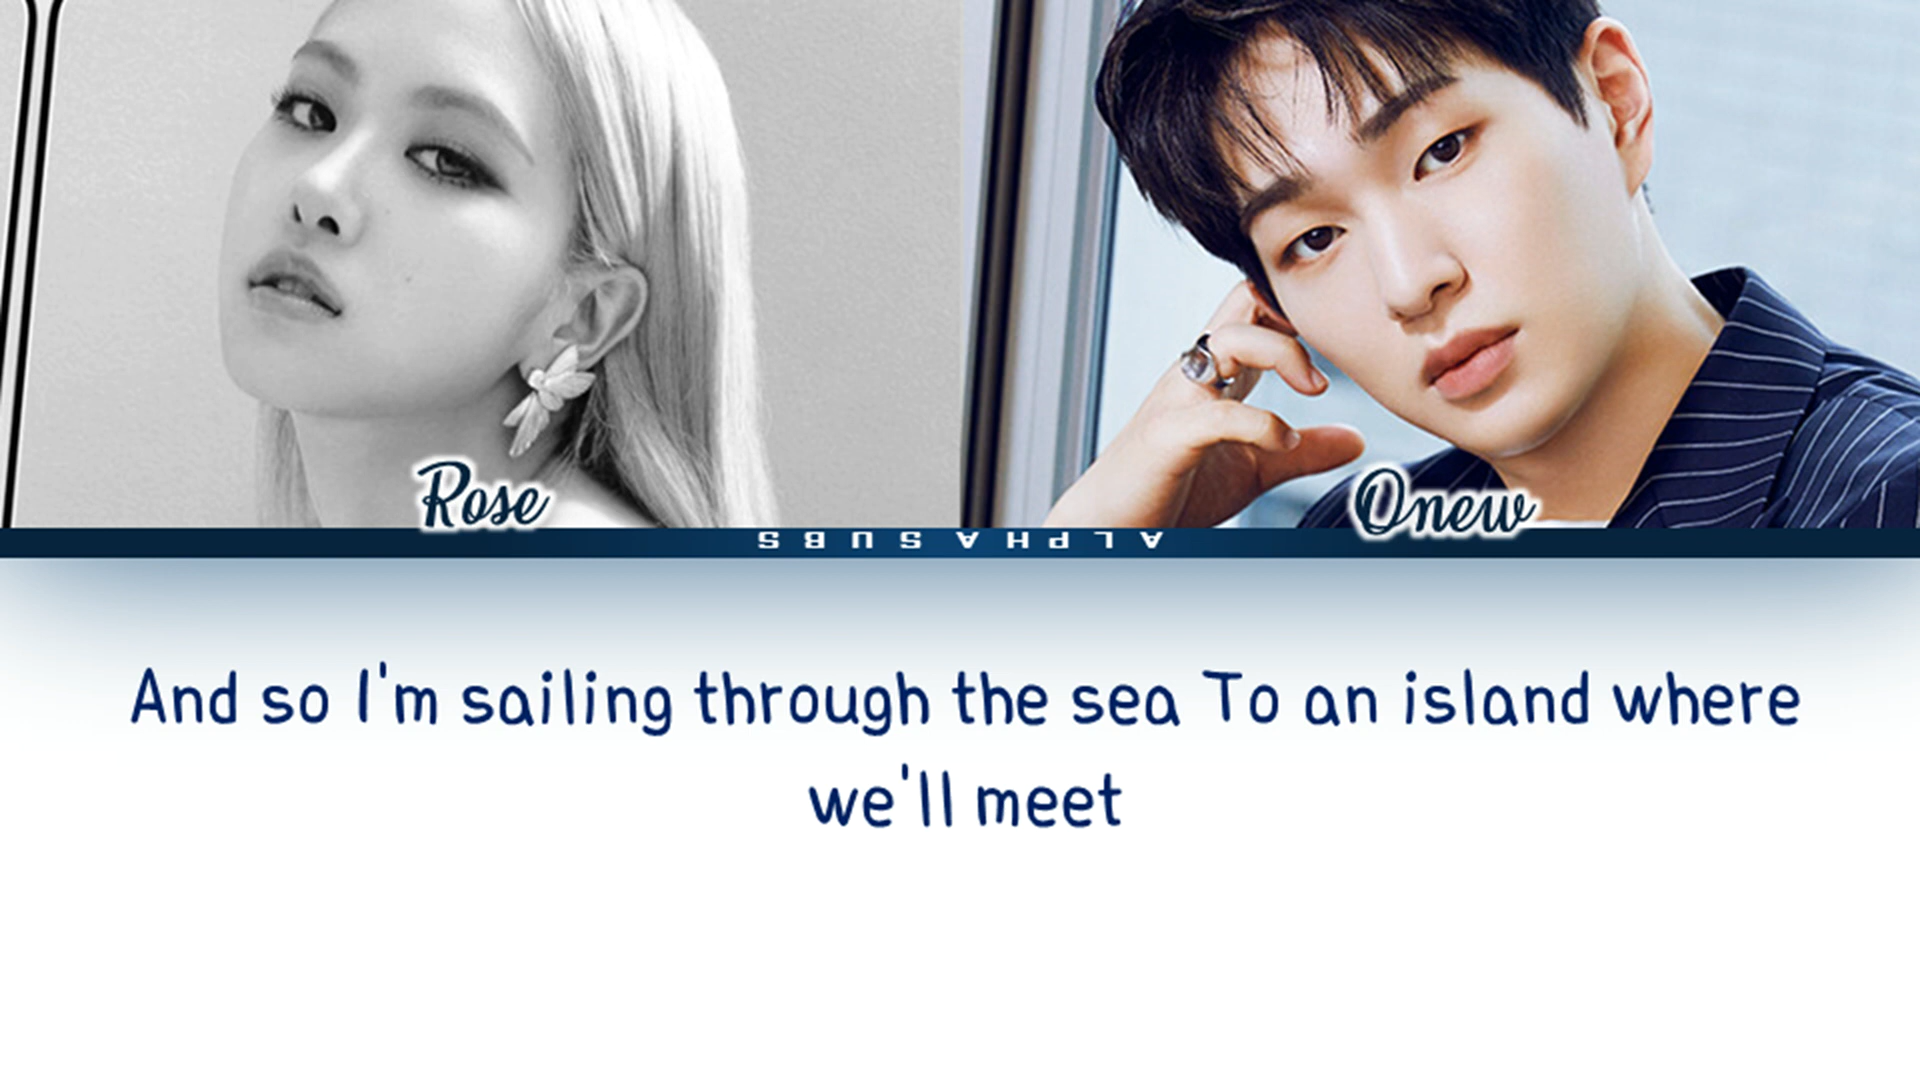 Rose
Onew
ALPHA SUBS
And so I'm sailing through the sea To an island where
we'll meet